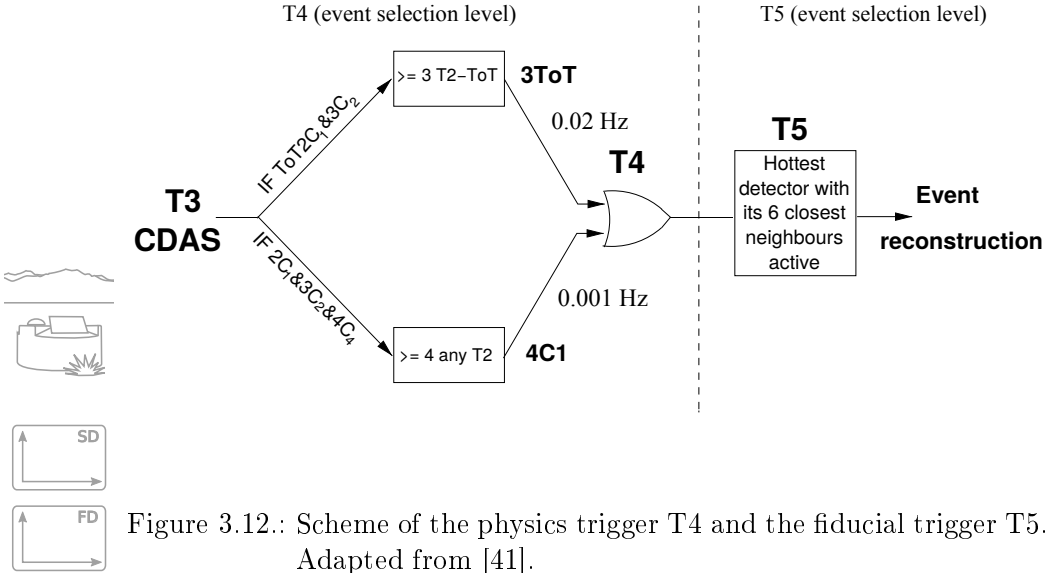 T4 (event selection level)
T5 (event selection level)
>= 3 T2-ToT
3ToT
IF ToT2C₁&3C₂
0.02 Hz
T4
T3
CDAS
IF 2C₁&3C₂&4C₄
>= 4 any T2
4C1
0.001 Hz
T5
Hottest
detector with
its 6 closest
neighbours
active
Event
reconstruction
SD
FD
Figure 3.12.: Scheme of the physics trigger T4 and the fiducial trigger T5.
Adapted from [41].